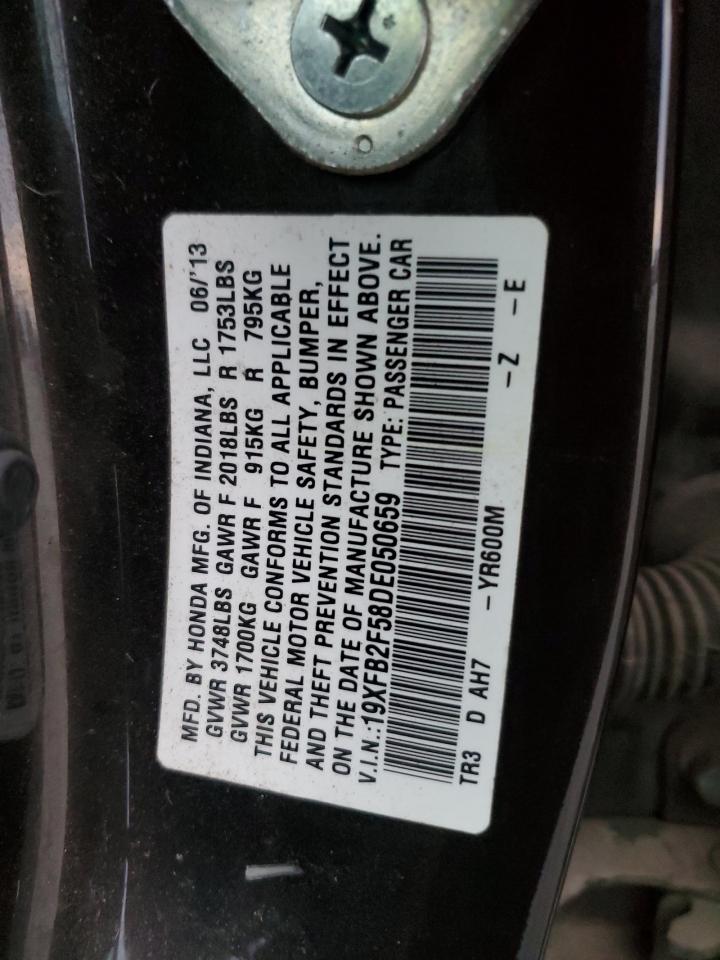 MFD. BY HONDA MFG. OF INDIANA, LLC 06/'13
GVWR 3748LBS GAWR F 2018LBS R 1753LBS
GVWR 1700KG GAWR F 915KG R 795KG
THIS VEHICLE CONFORMS TO ALL APPLICABLE
FEDERAL MOTOR VEHICLE SAFETY, BUMPER,
AND THEFT PREVENTION STANDARDS IN EFFECT
ON THE DATE OF MANUFACTURE SHOWN ABOVE.
V.I.N.:19XFB2F58DE050659 TYPE: PASSENGER CAR
TR3 D AH7 -YR600M -Z -E